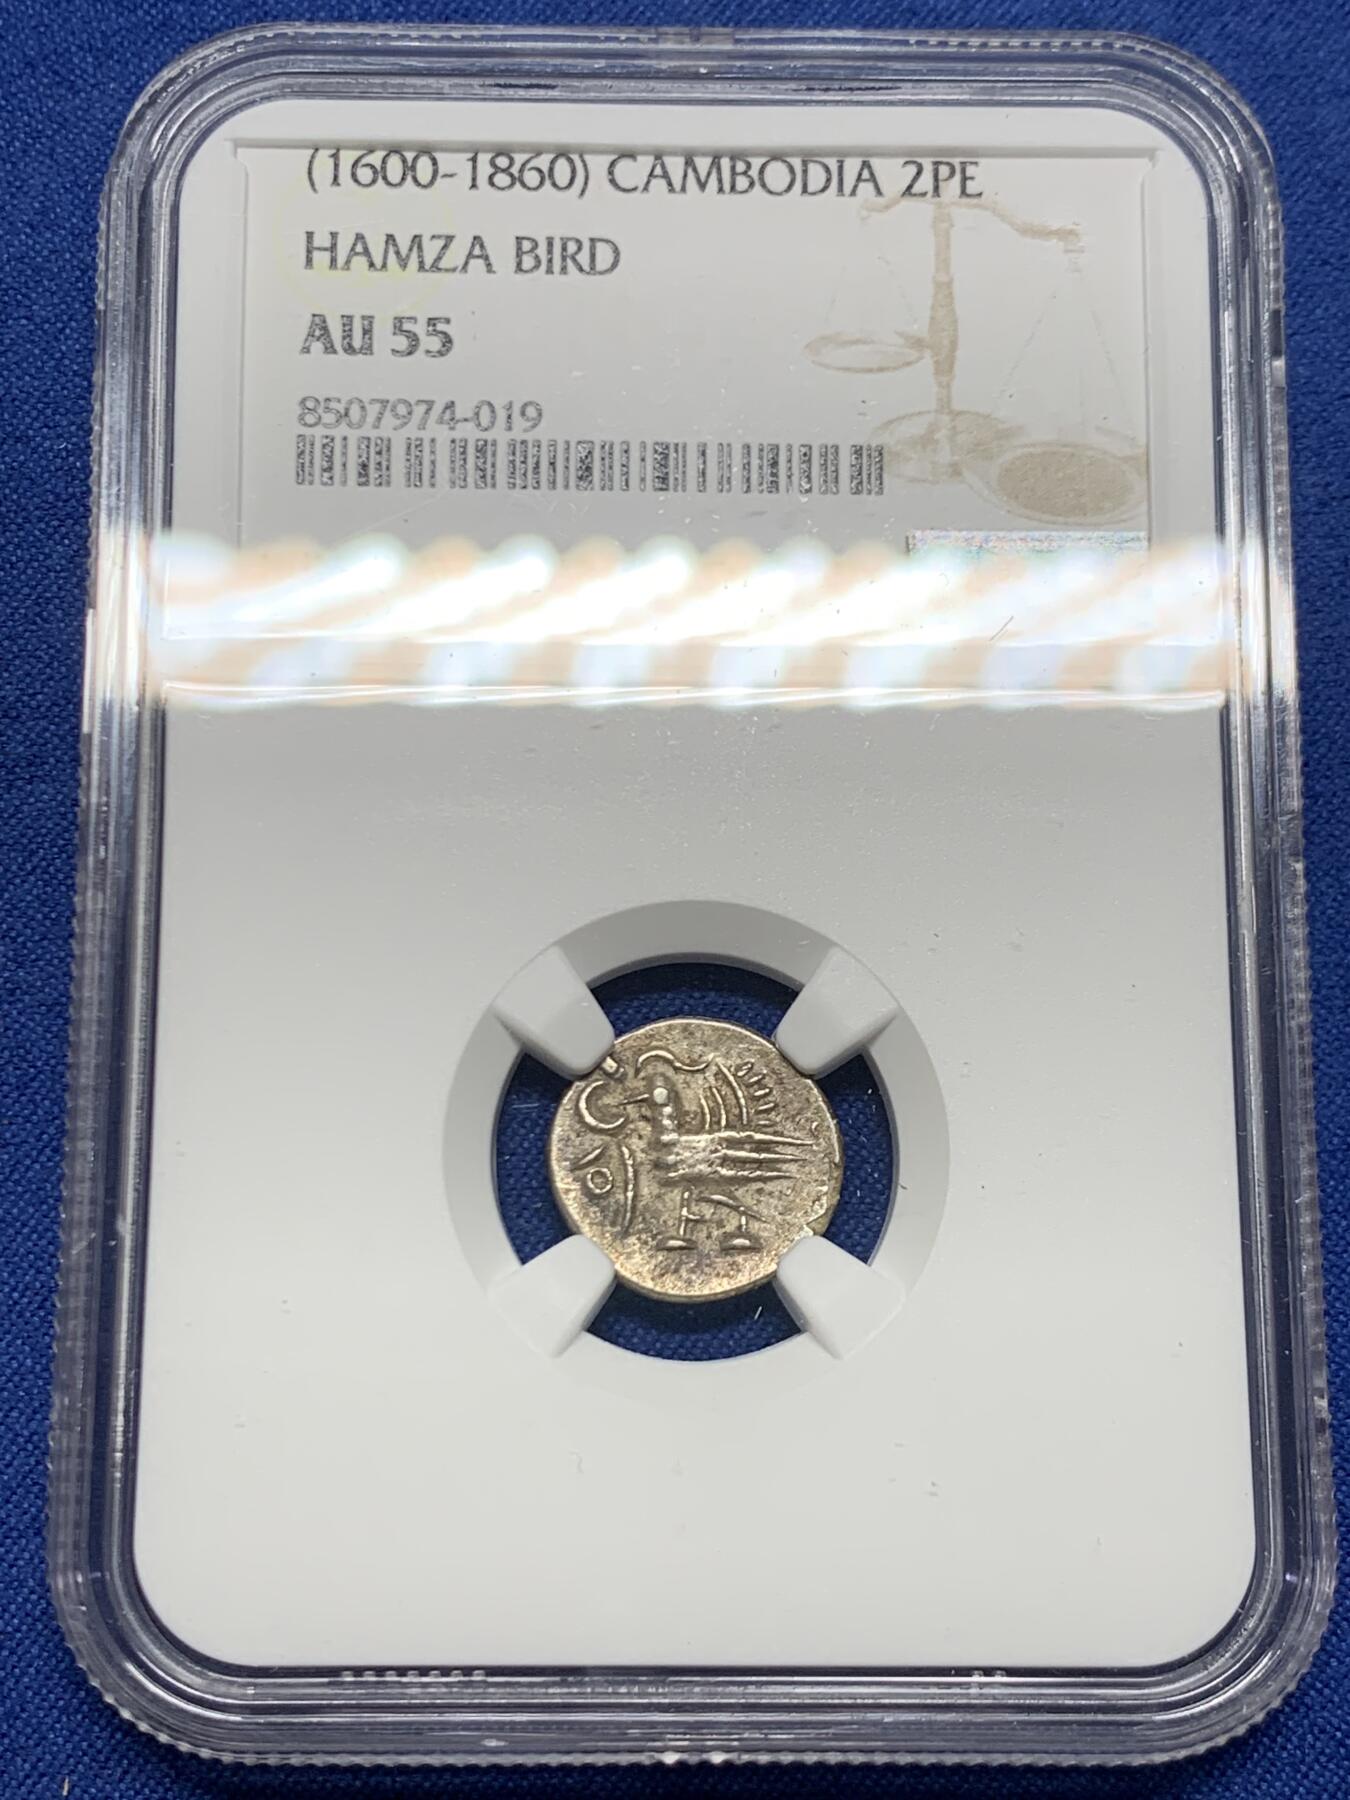 (1600-1860) CAMBODIA 2PE
HAMZA BIRD
AU 55
8507974-019